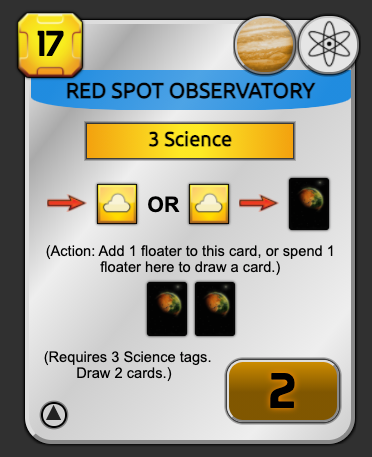 17
RED SPOT OBSERVATORY
3 Science
OR
(Action: Add 1 floater to this card, or spend 1
floater here to draw a card.)
(Requires 3 Science tags.
Draw 2 cards.)
2